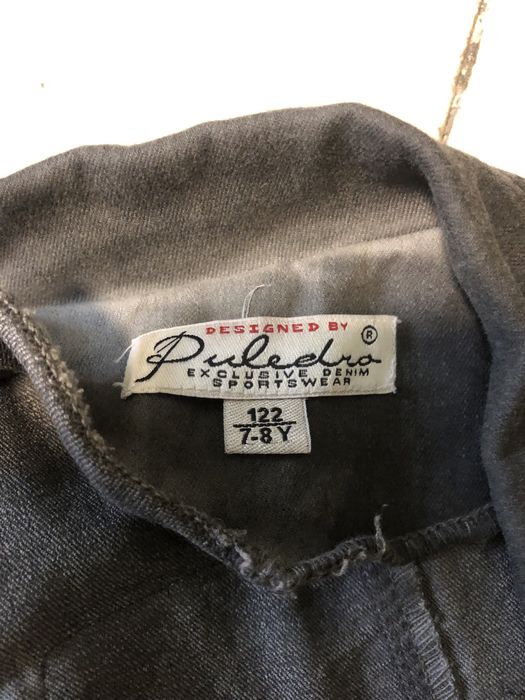 DESIGNED BY
Puledro ®
EXCLUSIVE DENIM
SPORTSWEAR
122
7-8 Y